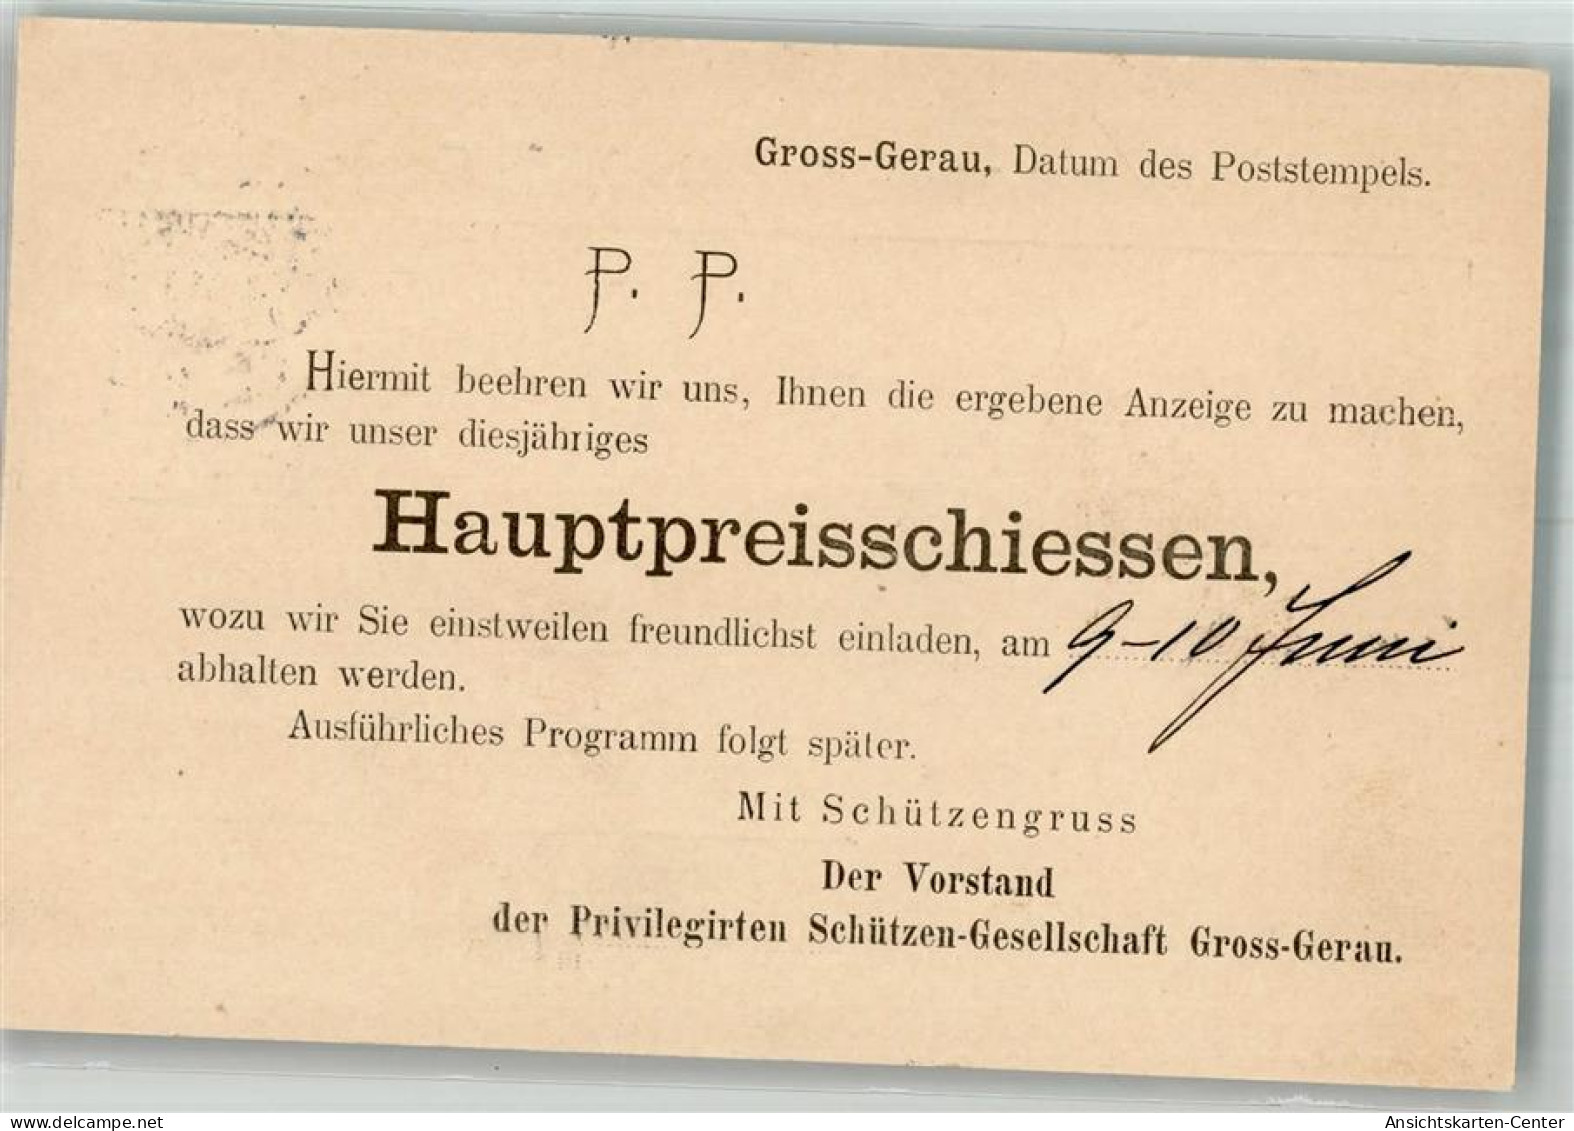 Gross-Gerau, Datum des Poststempels.
P. P.
Hiermit beehren wir uns, Ihnen die ergebene Anzeige zu machen,
dass wir unser diesjähriges
Hauptpreisschiessen,
wozu wir Sie einstweilen freundlichst einladen, am 9-10 Juni
abhalten werden.
Ausführliches Programm folgt später.
Mit Schützengruss
Der Vorstand
der Privilegirten Schützen-Gesellschaft Gross-Gerau.
www.delcampe.net
Ansichtskarten-Center